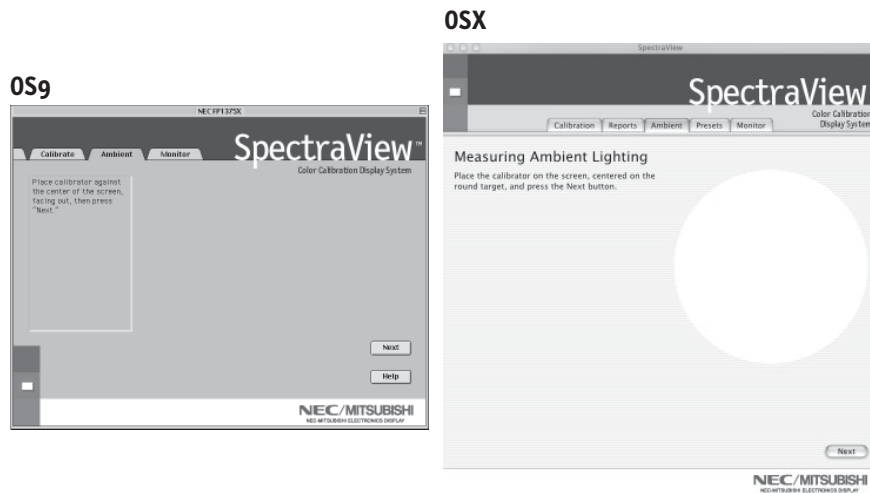 OS9
NEC FP1375X
Calibrate Ambient Monitor
SpectraView™
Color Calibration Display System
Place calibrator against
the center of the screen,
facing out, then press
"Next."
Next
Help
NEC/MITSUBISHI
NEC-MITSUBISHI ELECTRONICS DISPLAY
OSX
SpectraView
SpectraView
Color Calibration
Display System
Calibration Reports Ambient Presets Monitor
Measuring Ambient Lighting
Place the calibrator on the screen, centered on the
round target, and press the Next button.
Next
NEC/MITSUBISHI
NEC-MITSUBISHI ELECTRONICS DISPLAY